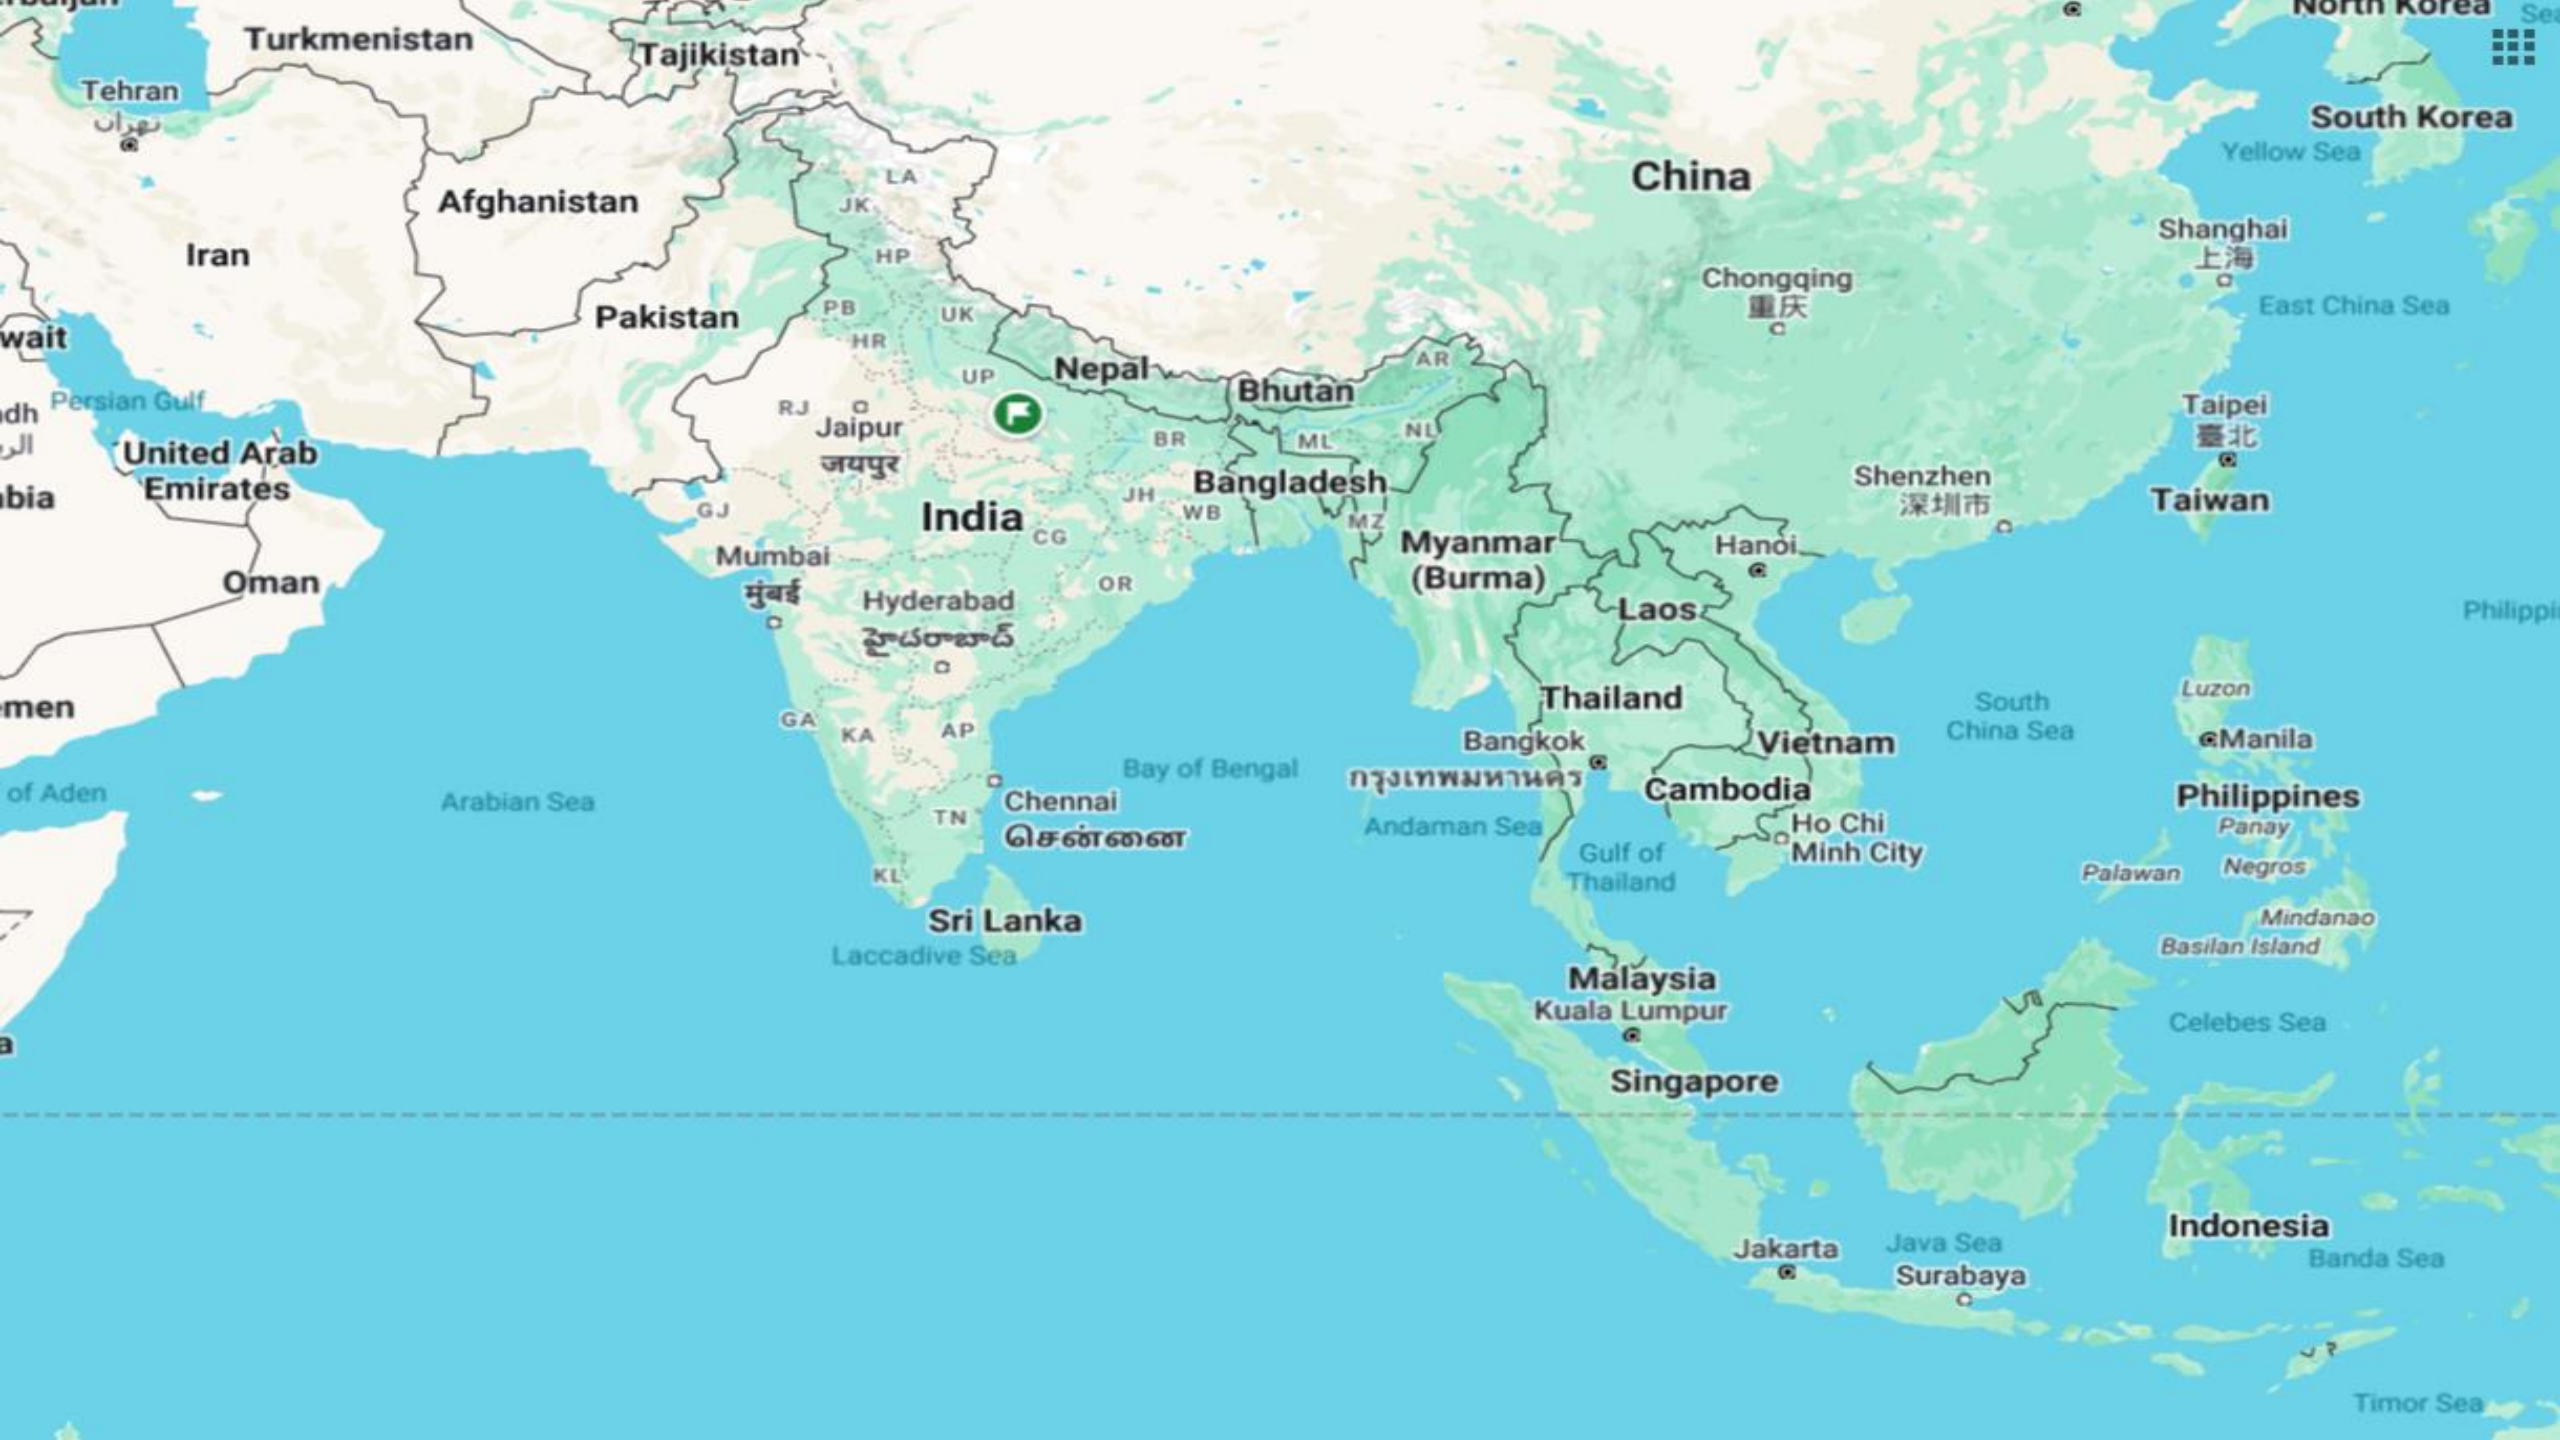 Turkmenistan
Tajikistan
North Korea
Tehran
تهران
South Korea
Yellow Sea
China
LA
JK
Afghanistan
Iran
HP
Shanghai
上海
Chongqing
重庆
East China Sea
PB
UK
Pakistan
HR
wait
Nepal
UP
AR
Bhutan
Persian Gulf
RJ
Jaipur
जयपुर
BR
ML
NL
Taipei
臺北
United Arab
Emirates
Bangladesh
Shenzhen
深圳市
Taiwan
bia
GJ
India
JH
WB
MZ
CG
Mumbai
मुंबई
Myanmar
(Burma)
Hanoi
Oman
OR
Hyderabad
హైదరాబాద్
Laos
Philippi
Luzon
Thailand
South
China Sea
emen
GA
KA
AP
Bangkok
กรุงเทพมหานคร
Vietnam
Manila
Bay of Bengal
Cambodia
Philippines
of Aden
Arabian Sea
Chennai
சென்னை
TN
Andaman Sea
Ho Chi
Minh City
Panay
Gulf of
Thailand
Palawan
Negros
KL
Sri Lanka
Mindanao
Basilan Island
Laccadive Sea
Malaysia
Kuala Lumpur
Celebes Sea
Singapore
Indonesia
Jakarta
Java Sea
Surabaya
Banda Sea
Timor Sea